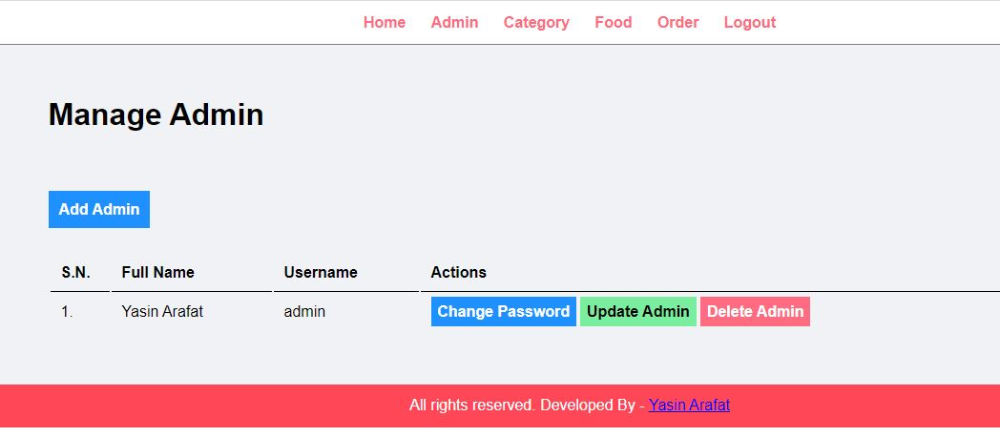 Home Admin Category Food Order Logout
Manage Admin
Add Admin
S.N. Full Name Username Actions
1. Yasin Arafat admin Change Password Update Admin Delete Admin
All rights reserved. Developed By - Yasin Arafat